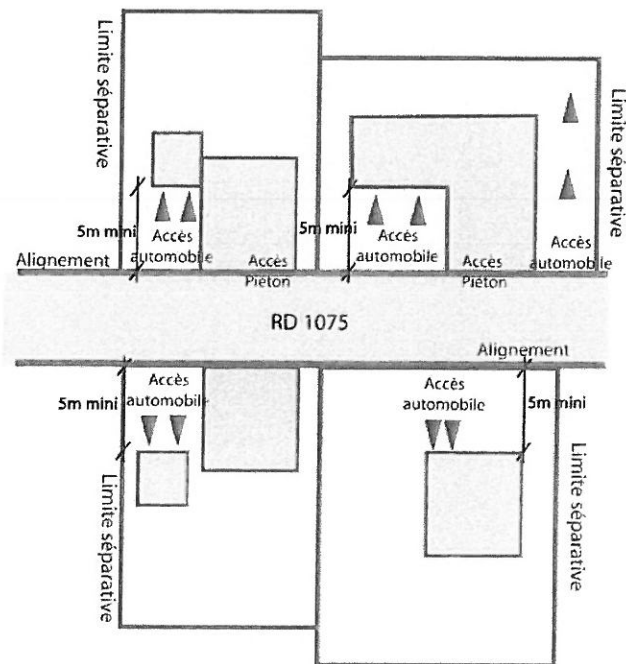 Limite séparative
Limite séparative
5m mini
Accès
automobile
Accès
Piéton
5m mini
Accès
automobile
Accès
Piéton
Accès
automobile
Alignement
RD 1075
Alignement
5m mini
Accès
automobile
Accès
automobile
5m mini
Limite séparative
Limite séparative